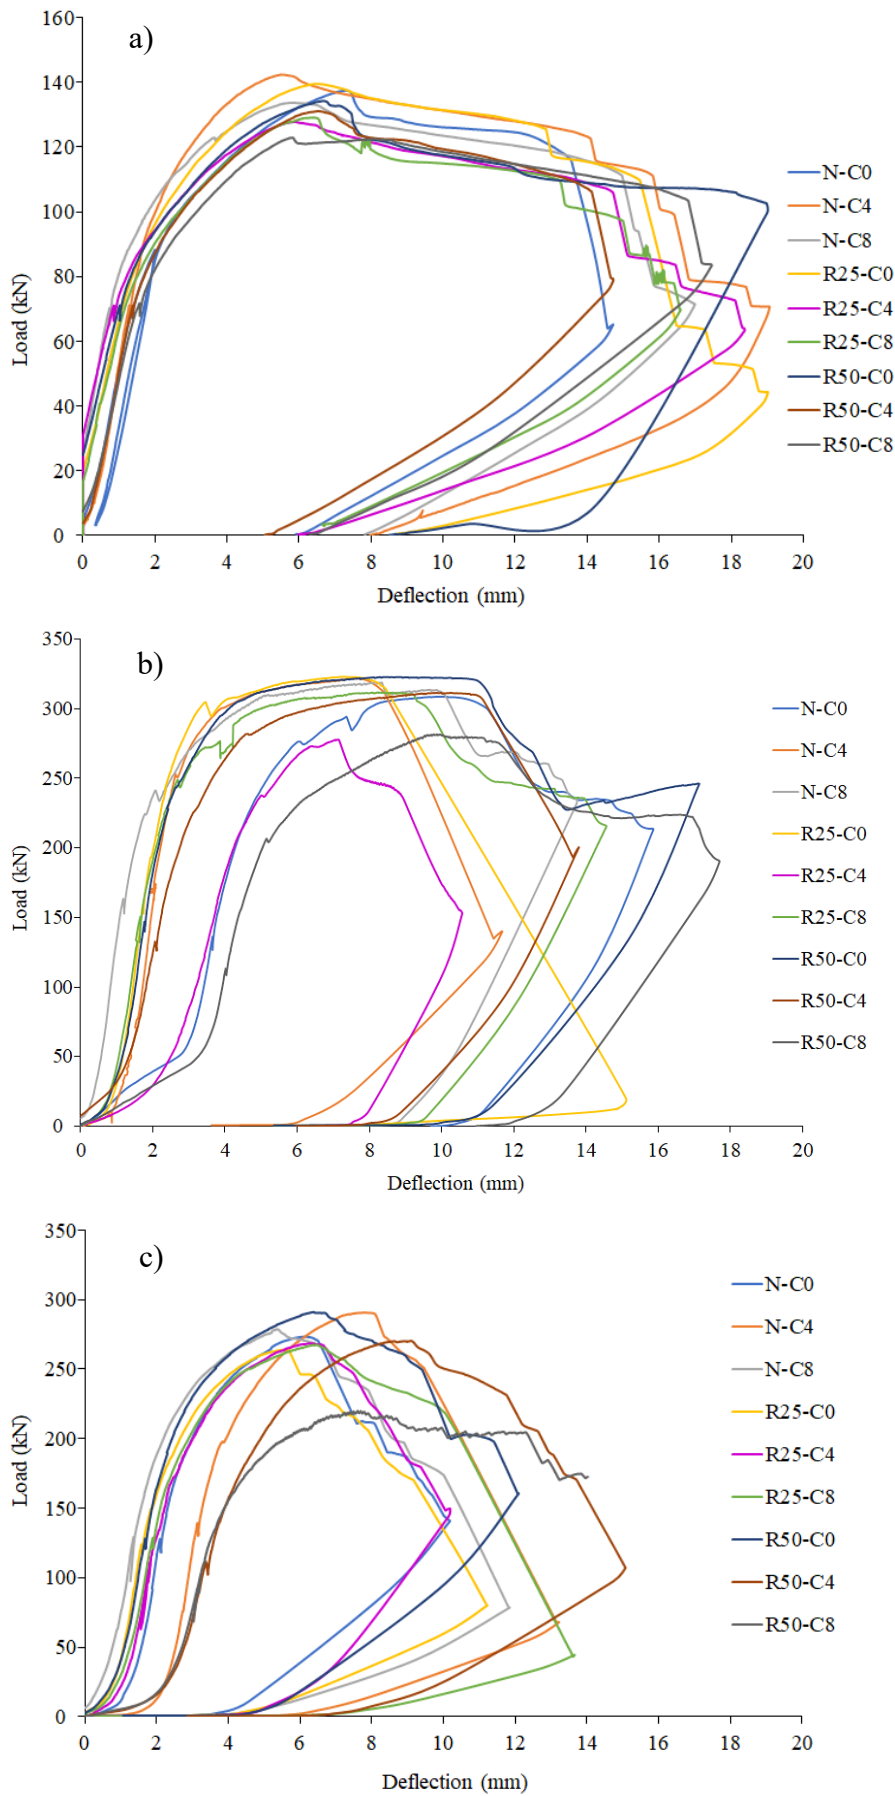 a)
160
140
120
100
80
60
40
20
0
Load (kN)
0 2 4 6 8 10 12 14 16 18 20
Deflection (mm)
N-C0
N-C4
N-C8
R25-C0
R25-C4
R25-C8
R50-C0
R50-C4
R50-C8
b)
350
300
250
200
150
100
50
0
Load (kN)
0 2 4 6 8 10 12 14 16 18 20
Deflection (mm)
N-C0
N-C4
N-C8
R25-C0
R25-C4
R25-C8
R50-C0
R50-C4
R50-C8
c)
350
300
250
200
150
100
50
0
Load (kN)
0 2 4 6 8 10 12 14 16 18 20
Deflection (mm)
N-C0
N-C4
N-C8
R25-C0
R25-C4
R25-C8
R50-C0
R50-C4
R50-C8